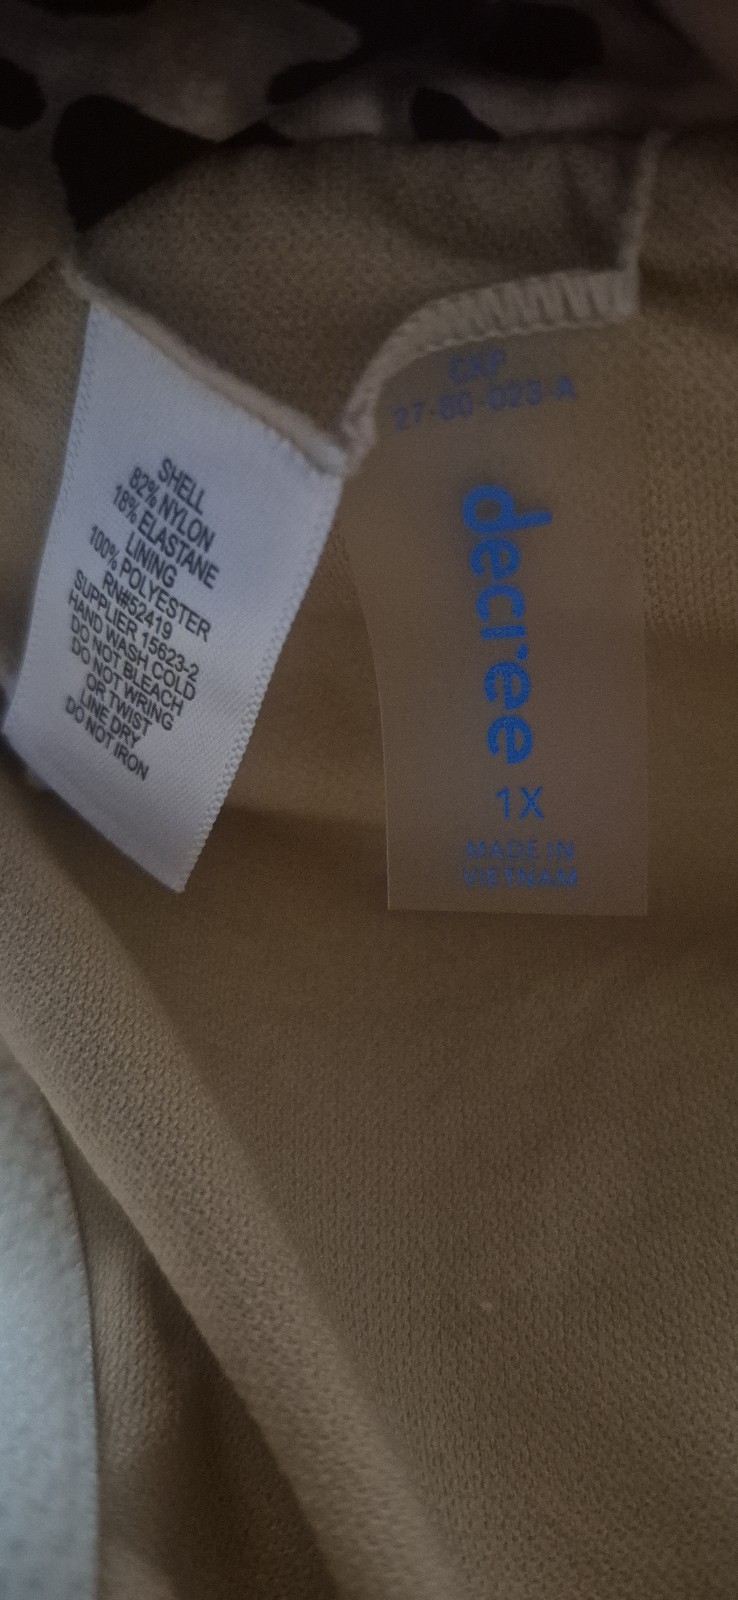 SHELL
82% NYLON
18% ELASTANE
LINING
100% POLYESTER
RN#52419
SUPPLIER 15623-2
HAND WASH COLD
DO NOT BLEACH
DO NOT WRING
OR TWIST
LINE DRY
DO NOT IRON
decree
1X
MADE IN
VIETNAM